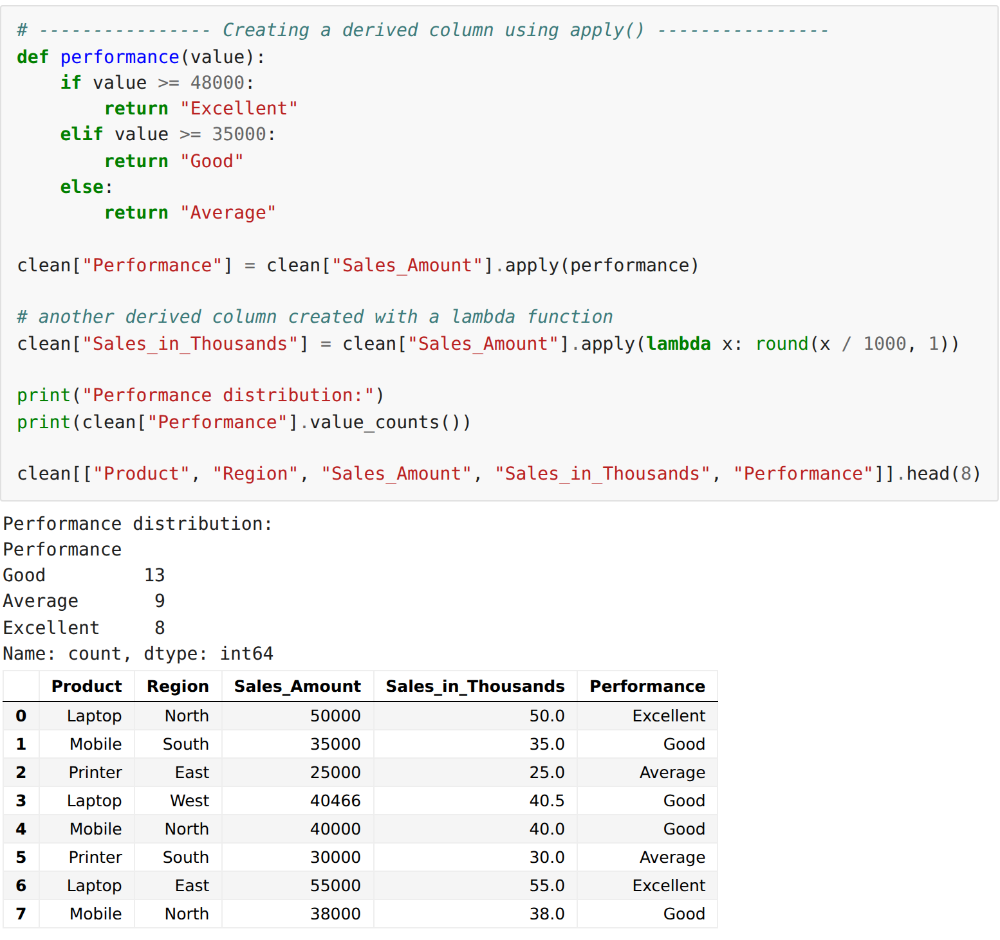 # ---------------- Creating a derived column using apply() ----------------
def performance(value):
    if value >= 48000:
        return "Excellent"
    elif value >= 35000:
        return "Good"
    else:
        return "Average"

clean["Performance"] = clean["Sales_Amount"].apply(performance)

# another derived column created with a lambda function
clean["Sales_in_Thousands"] = clean["Sales_Amount"].apply(lambda x: round(x / 1000, 1))

print("Performance distribution:")
print(clean["Performance"].value_counts())

clean[["Product", "Region", "Sales_Amount", "Sales_in_Thousands", "Performance"]].head(8)
Performance distribution:
Performance
Good         13
Average       9
Excellent     8
Name: count, dtype: int64
Product Region Sales_Amount Sales_in_Thousands Performance
0 Laptop North 50000 50.0 Excellent
1 Mobile South 35000 35.0 Good
2 Printer East 25000 25.0 Average
3 Laptop West 40466 40.5 Good
4 Mobile North 40000 40.0 Good
5 Printer South 30000 30.0 Average
6 Laptop East 55000 55.0 Excellent
7 Mobile North 38000 38.0 Good